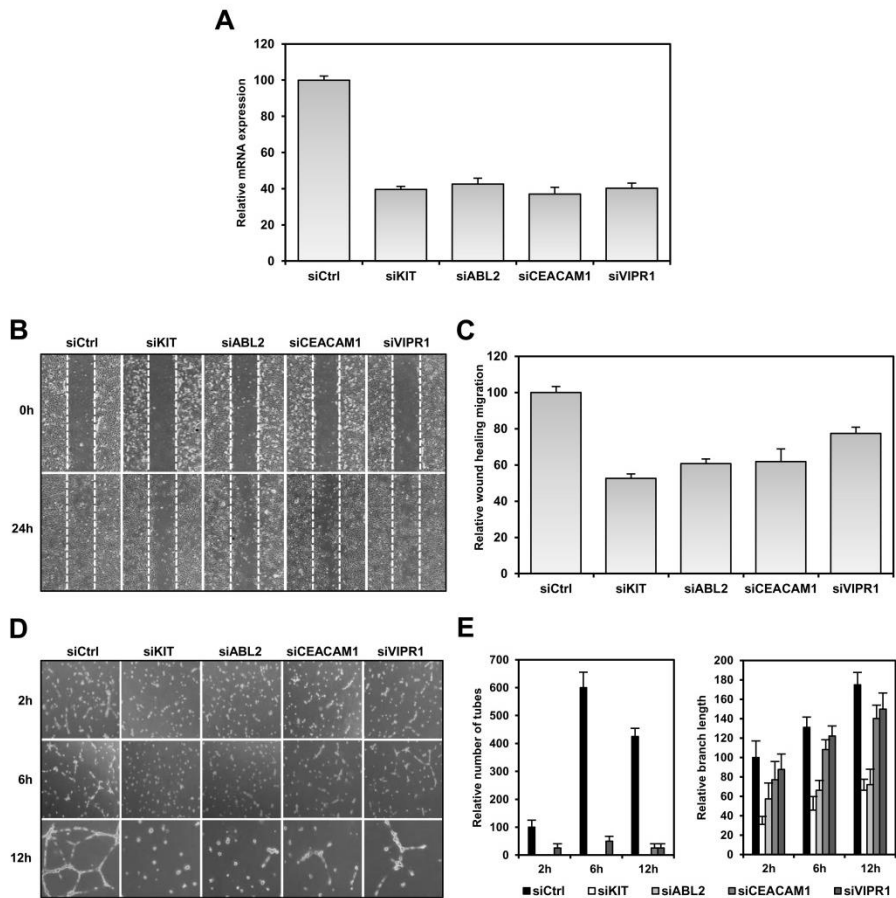 A
Relative mRNA expression
120
100
80
60
40
20
0
siCtrl siKIT siABL2 siCEACAM1 siVIPR1
B
siCtrl siKIT siABL2 siCEACAM1 siVIPR1
0h
24h
C
Relative wound healing migration
120
100
80
60
40
20
0
siCtrl siKIT siABL2 siCEACAM1 siVIPR1
D
siCtrl siKIT siABL2 siCEACAM1 siVIPR1
2h
6h
12h
E
Relative number of tubes
700
600
500
400
300
200
100
0
2h 6h 12h
Relative branch length
200
180
160
140
120
100
80
60
40
20
0
2h 6h 12h
siCtrl siKIT siABL2 siCEACAM1 siVIPR1